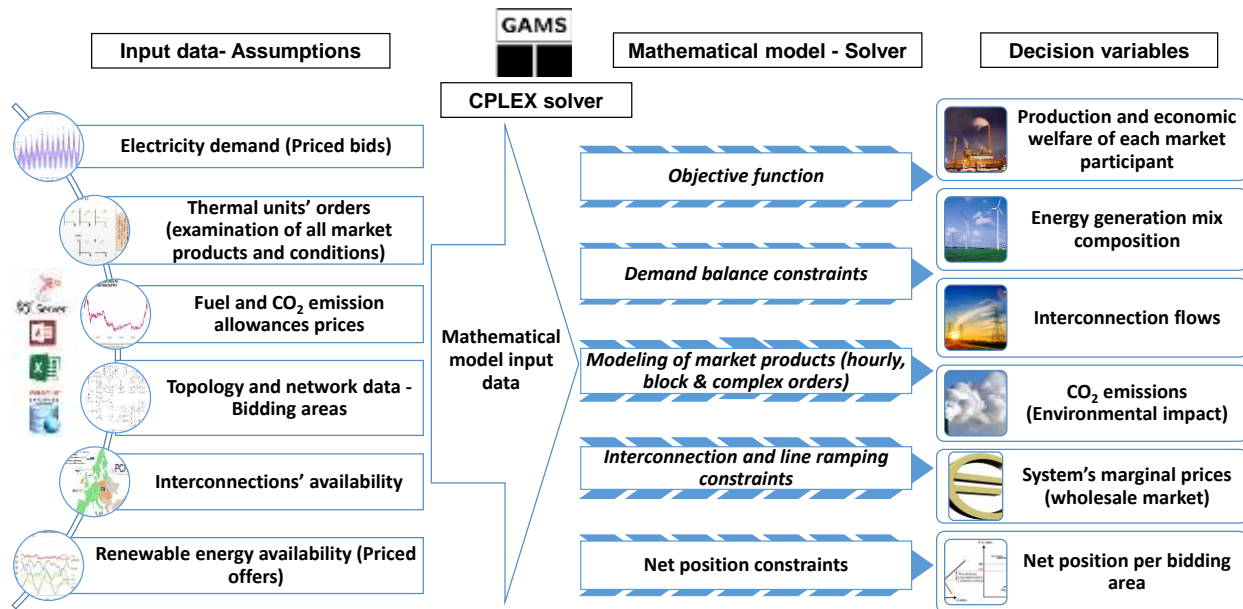 GAMS
Input data- Assumptions
Mathematical model - Solver
Decision variables
CPLEX solver
Electricity demand (Priced bids)
Thermal units’ orders
(examination of all market
products and conditions)
SQL Server
Fuel and CO₂ emission
allowances prices
Topology and network data -
Bidding areas
Interconnections’ availability
PCI
Renewable energy availability (Priced
offers)
Mathematical
model input
data
Objective function
Demand balance constraints
Modeling of market products (hourly,
block & complex orders)
Interconnection and line ramping
constraints
Net position constraints
Production and economic
welfare of each market
participant
Energy generation mix
composition
Interconnection flows
CO₂ emissions
(Environmental impact)
System’s marginal prices
(wholesale market)
Net position per bidding
area